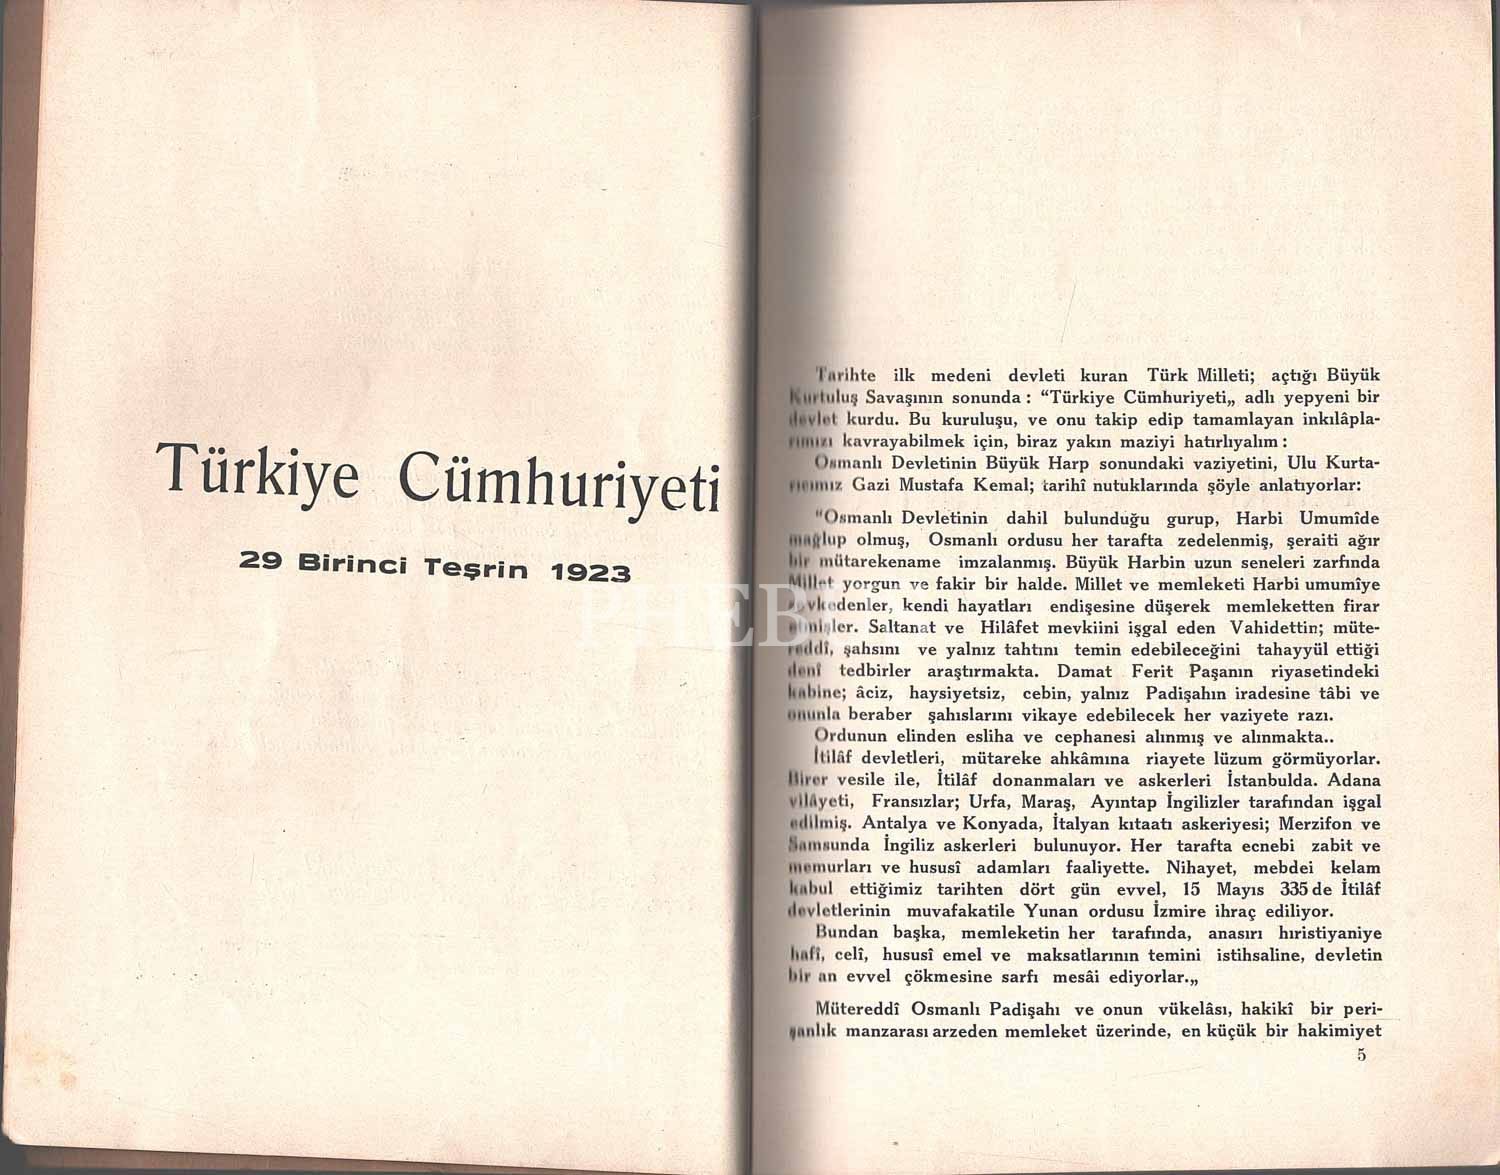 Türkiye Cümhuriyeti
29 Birinci Teşrin 1923
Tarihte ilk medeni devleti kuran Türk Milleti; açtığı Büyük
Kurtuluş Savaşının sonunda : “Türkiye Cümhuriyeti„ adlı yepyeni bir
devlet kurdu. Bu kuruluşu, ve onu takip edip tamamlayan inkılâpla-
rımızı kavrayabilmek için, biraz yakın maziyi hatırlıyalım :
Osmanlı Devletinin Büyük Harp sonundaki vaziyetini, Ulu Kurta-
rıcımız Gazi Mustafa Kemal; tarihî nutuklarında şöyle anlatıyorlar:
“Osmanlı Devletinin dahil bulunduğu gurup, Harbi Umumîde
mağlup olmuş, Osmanlı ordusu her tarafta zedelenmiş, şeraiti ağır
bir mütarekename imzalanmış. Büyük Harbin uzun seneleri zarfında
Millet yorgun ve fakir bir halde. Millet ve memleketi Harbi umumîye
sevkedenler, kendi hayatları endişesine düşerek memleketten firar
etmişler. Saltanat ve Hilâfet mevkiini işgal eden Vahidettin; müte-
reddî, şahsını ve yalnız tahtını temin edebileceğini tahayyül ettiği
denî tedbirler araştırmakta. Damat Ferit Paşanın riyasetindeki
kabine; âciz, haysiyetsiz, cebin, yalnız Padişahın iradesine tâbi ve
onunla beraber şahıslarını vikaye edebilecek her vaziyete razı.
Ordunun elinden esliha ve cephanesi alınmış ve alınmakta..
İtilâf devletleri, mütareke ahkâmına riayete lüzum görmüyorlar.
Birer vesile ile, İtilâf donanmaları ve askerleri İstanbulda. Adana
vilâyeti, Fransızlar; Urfa, Maraş, Ayıntap İngilizler tarafından işgal
edilmiş. Antalya ve Konyada, İtalyan kıtaatı askeriyesi; Merzifon ve
Samsunda İngiliz askerleri bulunuyor. Her tarafta ecnebi zabit ve
memurları ve hususî adamları faaliyette. Nihayet, mebdei kelam
kabul ettiğimiz tarihten dört gün evvel, 15 Mayıs 335 de İtilâf
devletlerinin muvafakatile Yunan ordusu İzmire ihraç ediliyor.
Bundan başka, memleketin her tarafında, anasırı hıristiyaniye
hafî, celî, hususî emel ve maksatlarının temini istihsaline, devletin
bir an evvel çökmesine sarfı mesâi ediyorlar.„
Mütereddî Osmanlı Padişahı ve onun vükelâsı, hakikî bir peri-
şanlık manzarası arzeden memleket üzerinde, en küçük bir hakimiyet
5